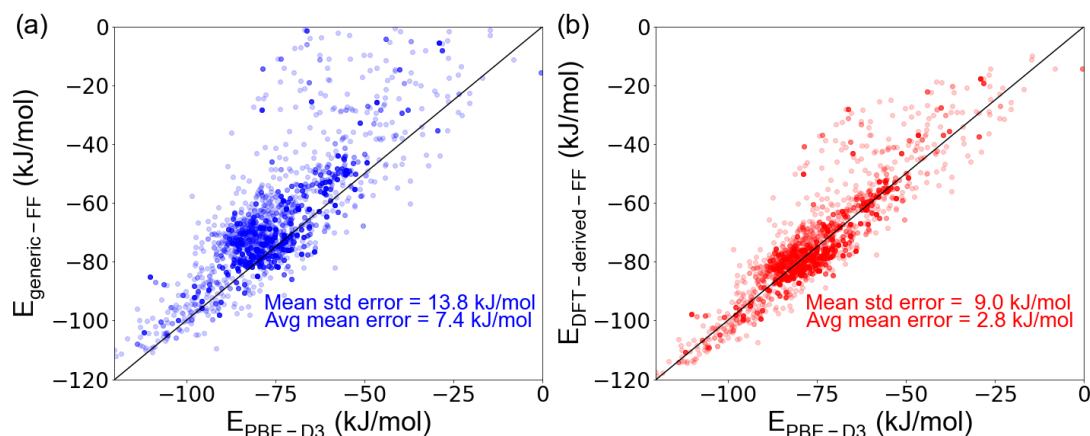 (a)
0
−20
−40
−60
−80
−100
−120
E_generic−FF (kJ/mol)
Mean std error = 13.8 kJ/mol
Avg mean error = 7.4 kJ/mol
−100 −75 −50 −25 0
E_PBE−D3 (kJ/mol)
(b)
0
−20
−40
−60
−80
−100
−120
E_DFT−derived−FF (kJ/mol)
Mean std error =  9.0 kJ/mol
Avg mean error = 2.8 kJ/mol
−100 −75 −50 −25 0
E_PBE−D3 (kJ/mol)